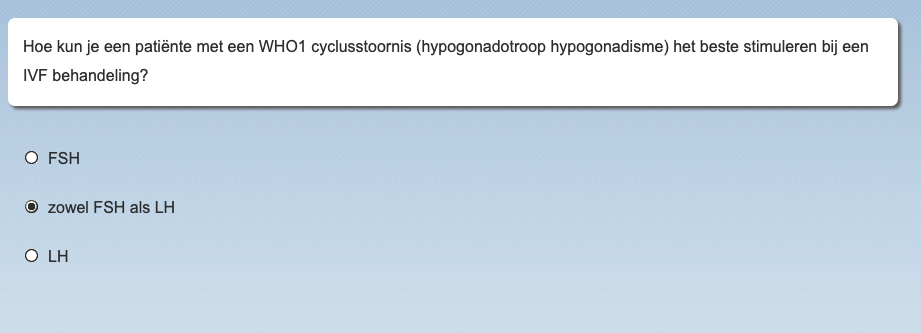 Hoe kun je een patiënte met een WHO1 cyclusstoornis (hypogonadotroop hypogonadisme) het beste stimuleren bij een
IVF behandeling?
FSH
zowel FSH als LH
LH